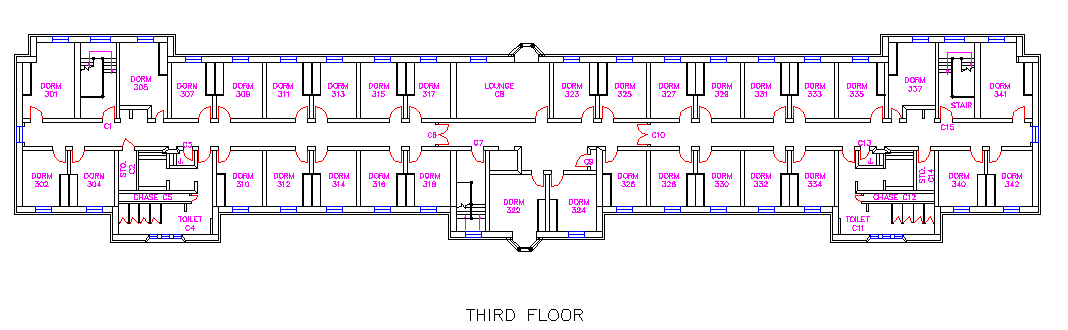 DORM
301
DORM
305
DORM
307
DORM
309
DORM
311
DORM
313
DORM
315
DORM
317
LOUNGE
C8
DORM
323
DORM
325
DORM
327
DORM
329
DORM
331
DORM
333
DORM
335
DORM
337
STAIR
DORM
341
C1
C3
C6
C7
C9
C10
C13
C15
DORM
302
DORM
304
STO.
C2
DORM
310
DORM
312
DORM
314
DORM
316
DORM
318
DORM
322
DORM
324
DORM
326
DORM
328
DORM
330
DORM
332
DORM
334
STO.
C14
DORM
340
DORM
342
CHASE C5
TOILET
C4
CHASE C12
TOILET
C11
THIRD FLOOR